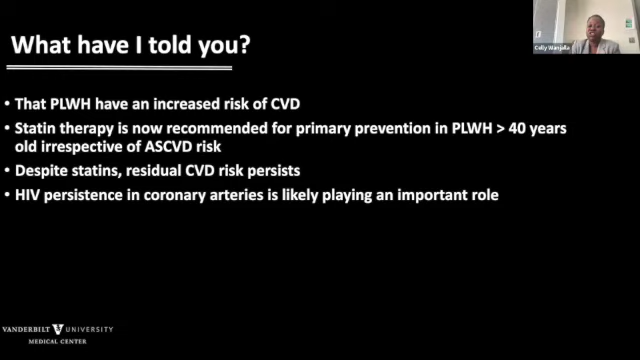 What have I told you?
Celly Wanjalla
• That PLWH have an increased risk of CVD
• Statin therapy is now recommended for primary prevention in PLWH > 40 years
old irrespective of ASCVD risk
• Despite statins, residual CVD risk persists
• HIV persistence in coronary arteries is likely playing an important role
VANDERBILT V UNIVERSITY
MEDICAL CENTER